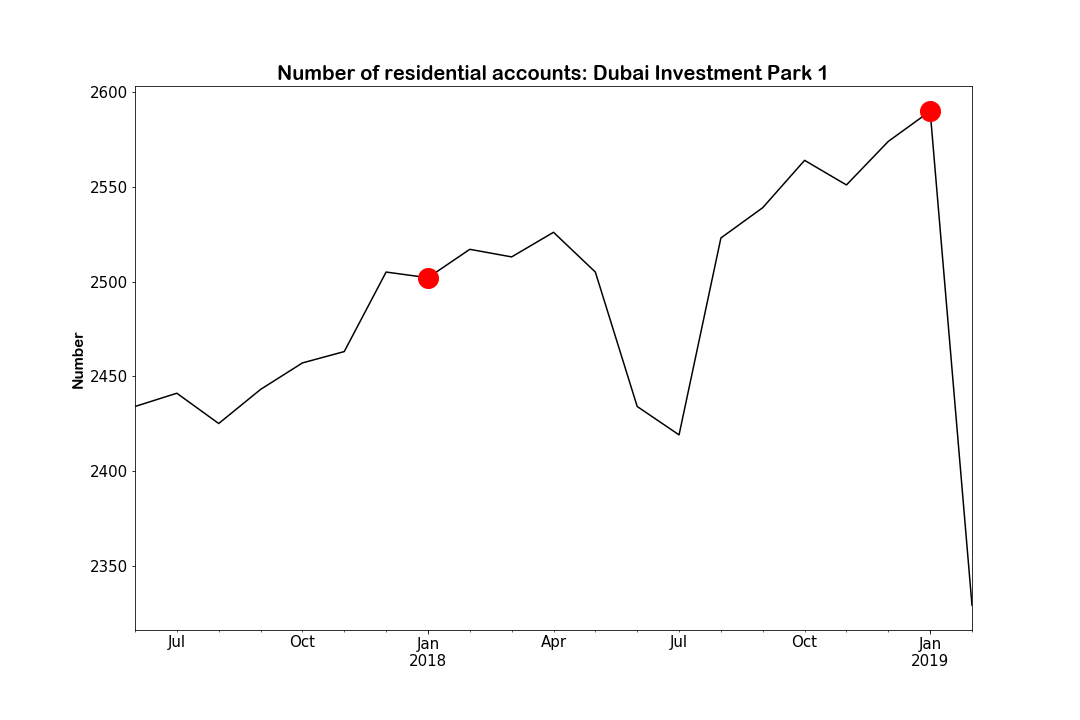 Number of residential accounts: Dubai Investment Park 1
Number
2600
2550
2500
2450
2400
2350
Jul
Oct
Jan
2018
Apr
Jul
Oct
Jan
2019